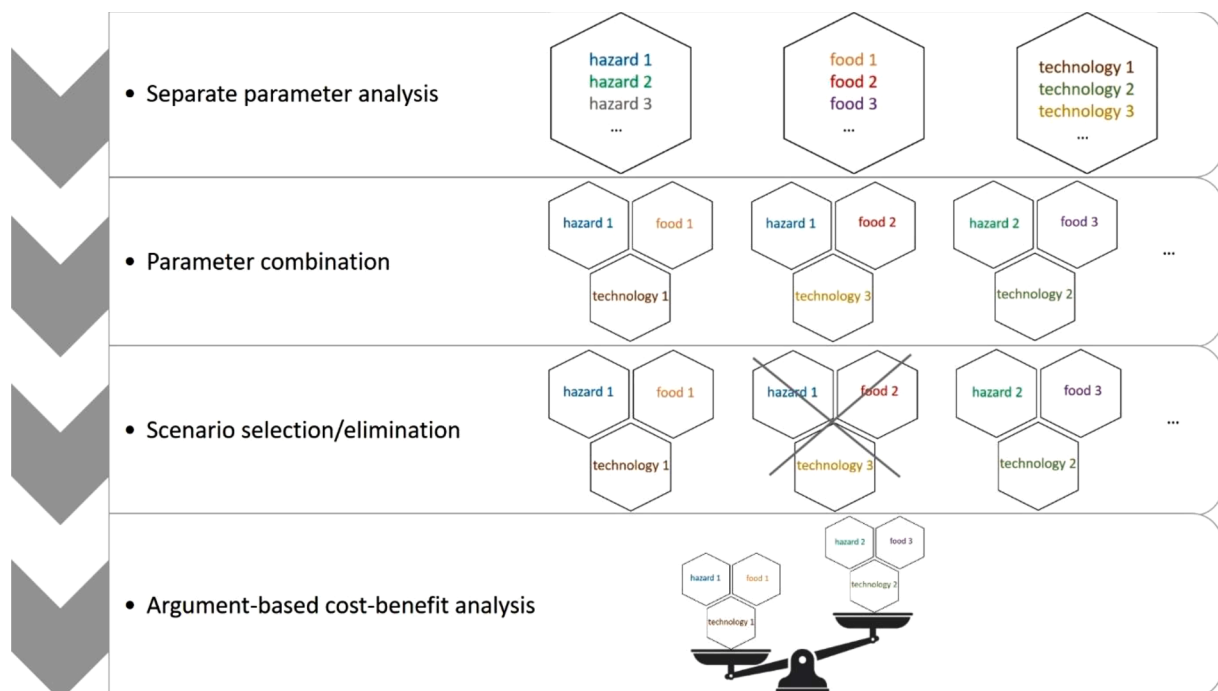 • Separate parameter analysis
hazard 1
hazard 2
hazard 3
...
food 1
food 2
food 3
...
technology 1
technology 2
technology 3
...
• Parameter combination
hazard 1
food 1
technology 1
hazard 1
food 2
technology 3
hazard 2
food 3
technology 2
...
• Scenario selection/elimination
hazard 1
food 1
technology 1
hazard 1
food 2
technology 3
hazard 2
food 3
technology 2
...
• Argument-based cost-benefit analysis
hazard 1
food 1
technology 1
hazard 2
food 3
technology 2